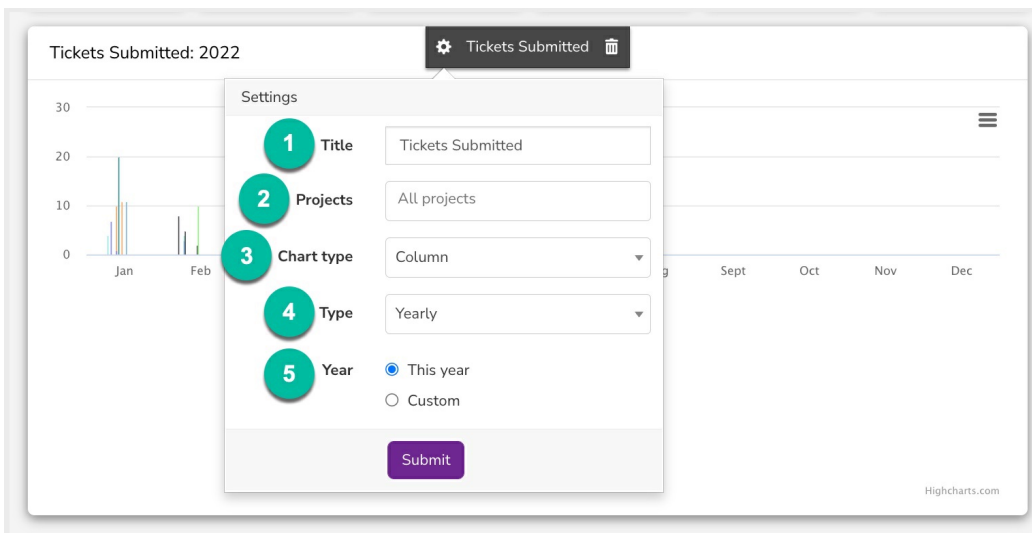 Tickets Submitted: 2022
Tickets Submitted
Settings
30
20
10
0
1 Title Tickets Submitted
2 Projects All projects
3 Chart type Column
4 Type Yearly
5 Year This year
Custom
Submit
Jan Feb g Sept Oct Nov Dec
Highcharts.com